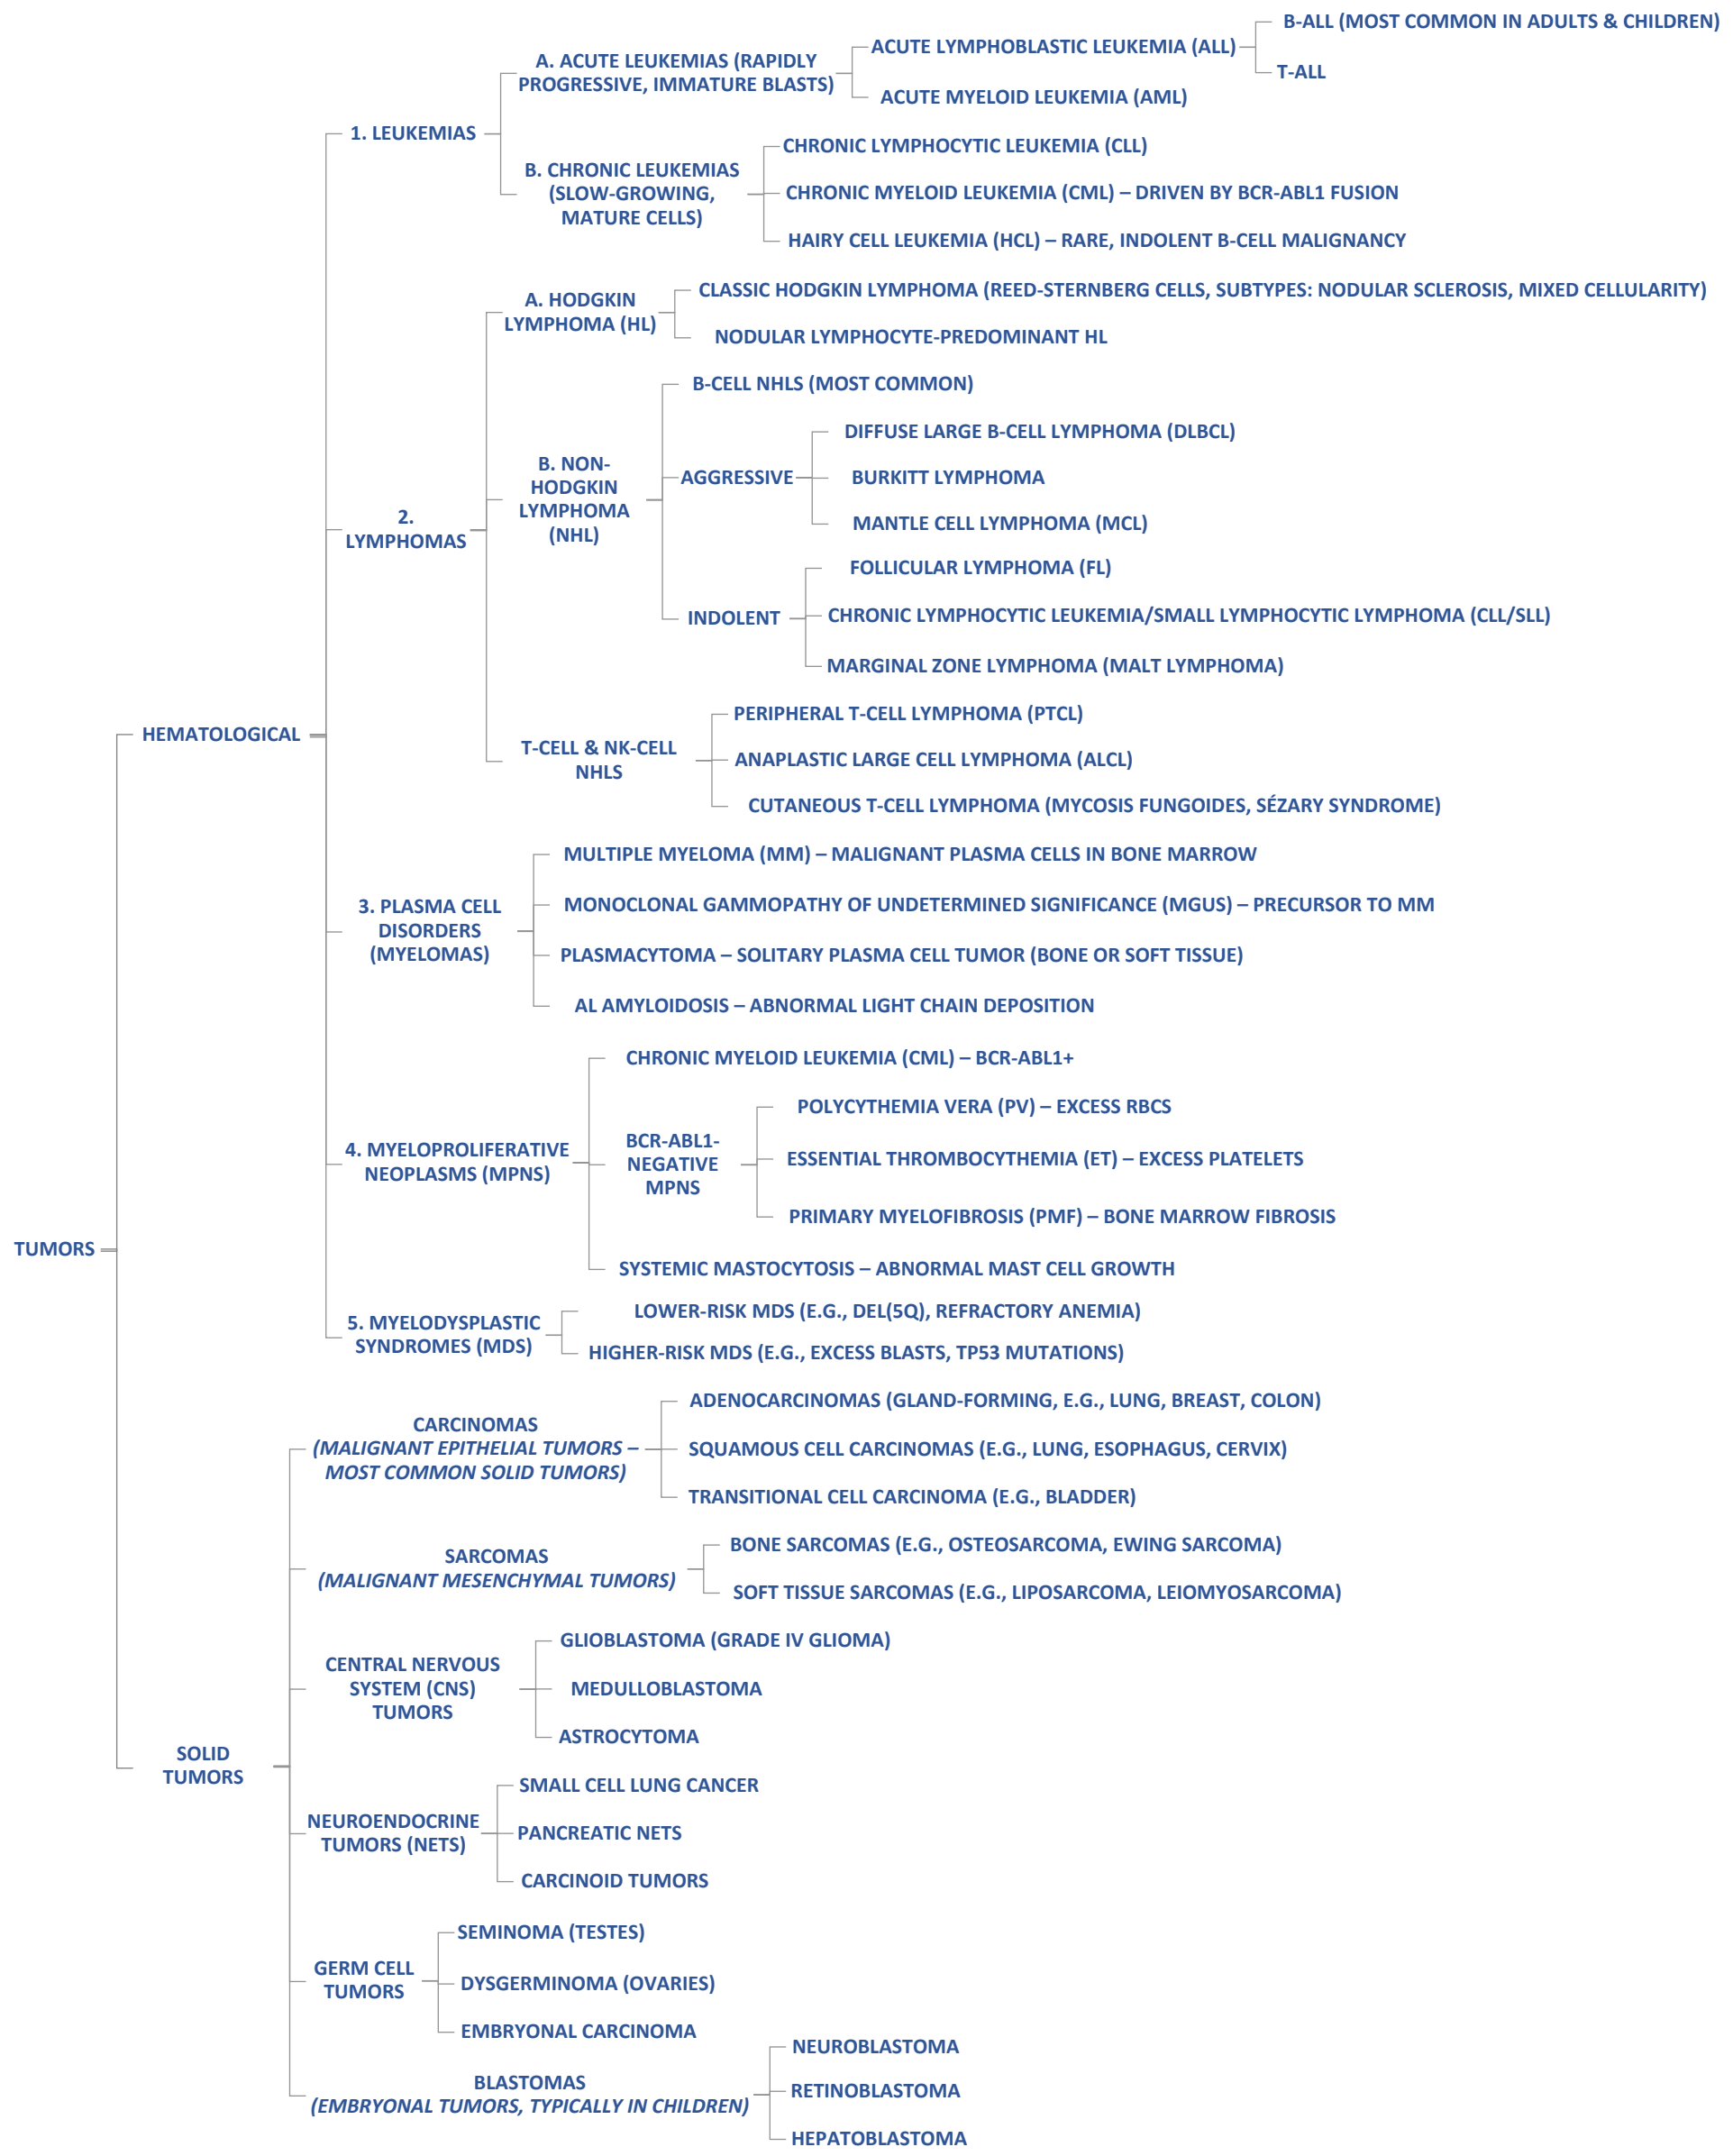 TUMORS
HEMATOLOGICAL
1. LEUKEMIAS
A. ACUTE LEUKEMIAS (RAPIDLY
PROGRESSIVE, IMMATURE BLASTS)
ACUTE LYMPHOBLASTIC LEUKEMIA (ALL)
B-ALL (MOST COMMON IN ADULTS & CHILDREN)
T-ALL
ACUTE MYELOID LEUKEMIA (AML)
B. CHRONIC LEUKEMIAS
(SLOW-GROWING,
MATURE CELLS)
CHRONIC LYMPHOCYTIC LEUKEMIA (CLL)
CHRONIC MYELOID LEUKEMIA (CML) – DRIVEN BY BCR-ABL1 FUSION
HAIRY CELL LEUKEMIA (HCL) – RARE, INDOLENT B-CELL MALIGNANCY
2.
LYMPHOMAS
A. HODGKIN
LYMPHOMA (HL)
CLASSIC HODGKIN LYMPHOMA (REED-STERNBERG CELLS, SUBTYPES: NODULAR SCLEROSIS, MIXED CELLULARITY)
NODULAR LYMPHOCYTE-PREDOMINANT HL
B. NON-
HODGKIN
LYMPHOMA
(NHL)
B-CELL NHLS (MOST COMMON)
AGGRESSIVE
DIFFUSE LARGE B-CELL LYMPHOMA (DLBCL)
BURKITT LYMPHOMA
MANTLE CELL LYMPHOMA (MCL)
INDOLENT
FOLLICULAR LYMPHOMA (FL)
CHRONIC LYMPHOCYTIC LEUKEMIA/SMALL LYMPHOCYTIC LYMPHOMA (CLL/SLL)
MARGINAL ZONE LYMPHOMA (MALT LYMPHOMA)
T-CELL & NK-CELL
NHLS
PERIPHERAL T-CELL LYMPHOMA (PTCL)
ANAPLASTIC LARGE CELL LYMPHOMA (ALCL)
CUTANEOUS T-CELL LYMPHOMA (MYCOSIS FUNGOIDES, SÉZARY SYNDROME)
3. PLASMA CELL
DISORDERS
(MYELOMAS)
MULTIPLE MYELOMA (MM) – MALIGNANT PLASMA CELLS IN BONE MARROW
MONOCLONAL GAMMOPATHY OF UNDETERMINED SIGNIFICANCE (MGUS) – PRECURSOR TO MM
PLASMACYTOMA – SOLITARY PLASMA CELL TUMOR (BONE OR SOFT TISSUE)
AL AMYLOIDOSIS – ABNORMAL LIGHT CHAIN DEPOSITION
4. MYELOPROLIFERATIVE
NEOPLASMS (MPNS)
CHRONIC MYELOID LEUKEMIA (CML) – BCR-ABL1+
BCR-ABL1-
NEGATIVE
MPNS
POLYCYTHEMIA VERA (PV) – EXCESS RBCS
ESSENTIAL THROMBOCYTHEMIA (ET) – EXCESS PLATELETS
PRIMARY MYELOFIBROSIS (PMF) – BONE MARROW FIBROSIS
SYSTEMIC MASTOCYTOSIS – ABNORMAL MAST CELL GROWTH
5. MYELODYSPLASTIC
SYNDROMES (MDS)
LOWER-RISK MDS (E.G., DEL(5Q), REFRACTORY ANEMIA)
HIGHER-RISK MDS (E.G., EXCESS BLASTS, TP53 MUTATIONS)
SOLID
TUMORS
CARCINOMAS
(MALIGNANT EPITHELIAL TUMORS –
MOST COMMON SOLID TUMORS)
ADENOCARCINOMAS (GLAND-FORMING, E.G., LUNG, BREAST, COLON)
SQUAMOUS CELL CARCINOMAS (E.G., LUNG, ESOPHAGUS, CERVIX)
TRANSITIONAL CELL CARCINOMA (E.G., BLADDER)
SARCOMAS
(MALIGNANT MESENCHYMAL TUMORS)
BONE SARCOMAS (E.G., OSTEOSARCOMA, EWING SARCOMA)
SOFT TISSUE SARCOMAS (E.G., LIPOSARCOMA, LEIOMYOSARCOMA)
CENTRAL NERVOUS
SYSTEM (CNS)
TUMORS
GLIOBLASTOMA (GRADE IV GLIOMA)
MEDULLOBLASTOMA
ASTROCYTOMA
NEUROENDOCRINE
TUMORS (NETS)
SMALL CELL LUNG CANCER
PANCREATIC NETS
CARCINOID TUMORS
GERM CELL
TUMORS
SEMINOMA (TESTES)
DYSGERMINOMA (OVARIES)
EMBRYONAL CARCINOMA
BLASTOMAS
(EMBRYONAL TUMORS, TYPICALLY IN CHILDREN)
NEUROBLASTOMA
RETINOBLASTOMA
HEPATOBLASTOMA